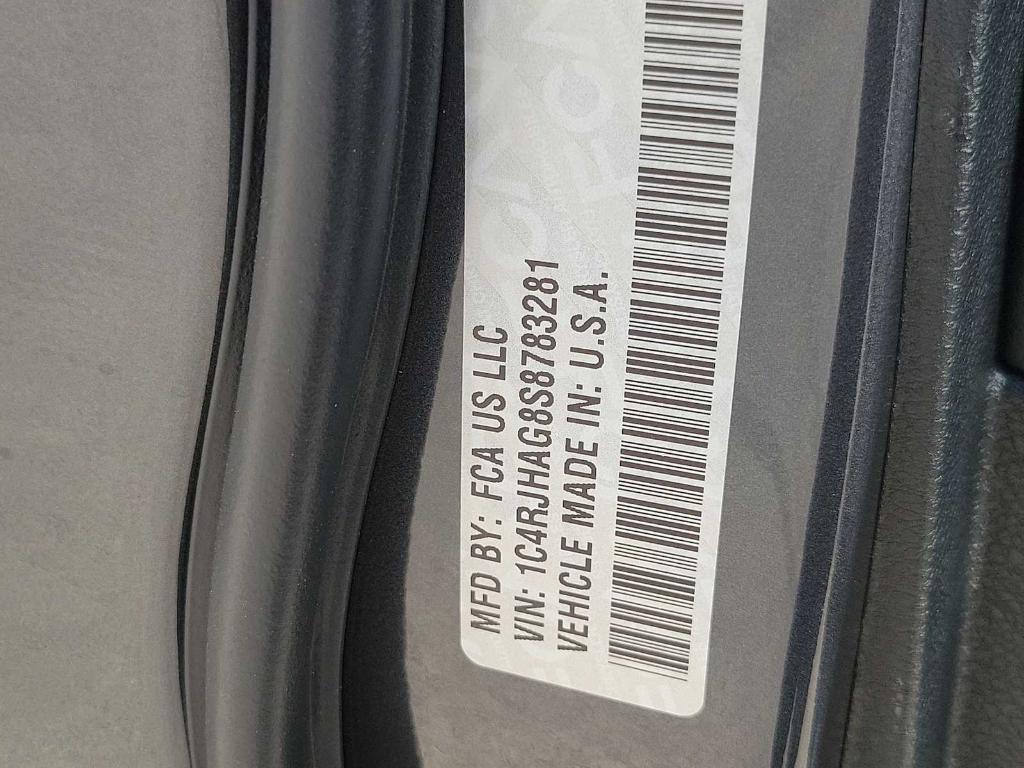 MFD BY: FCA US LLC
VIN: 1C4RJHAG8S8783281
VEHICLE MADE IN: U.S.A.